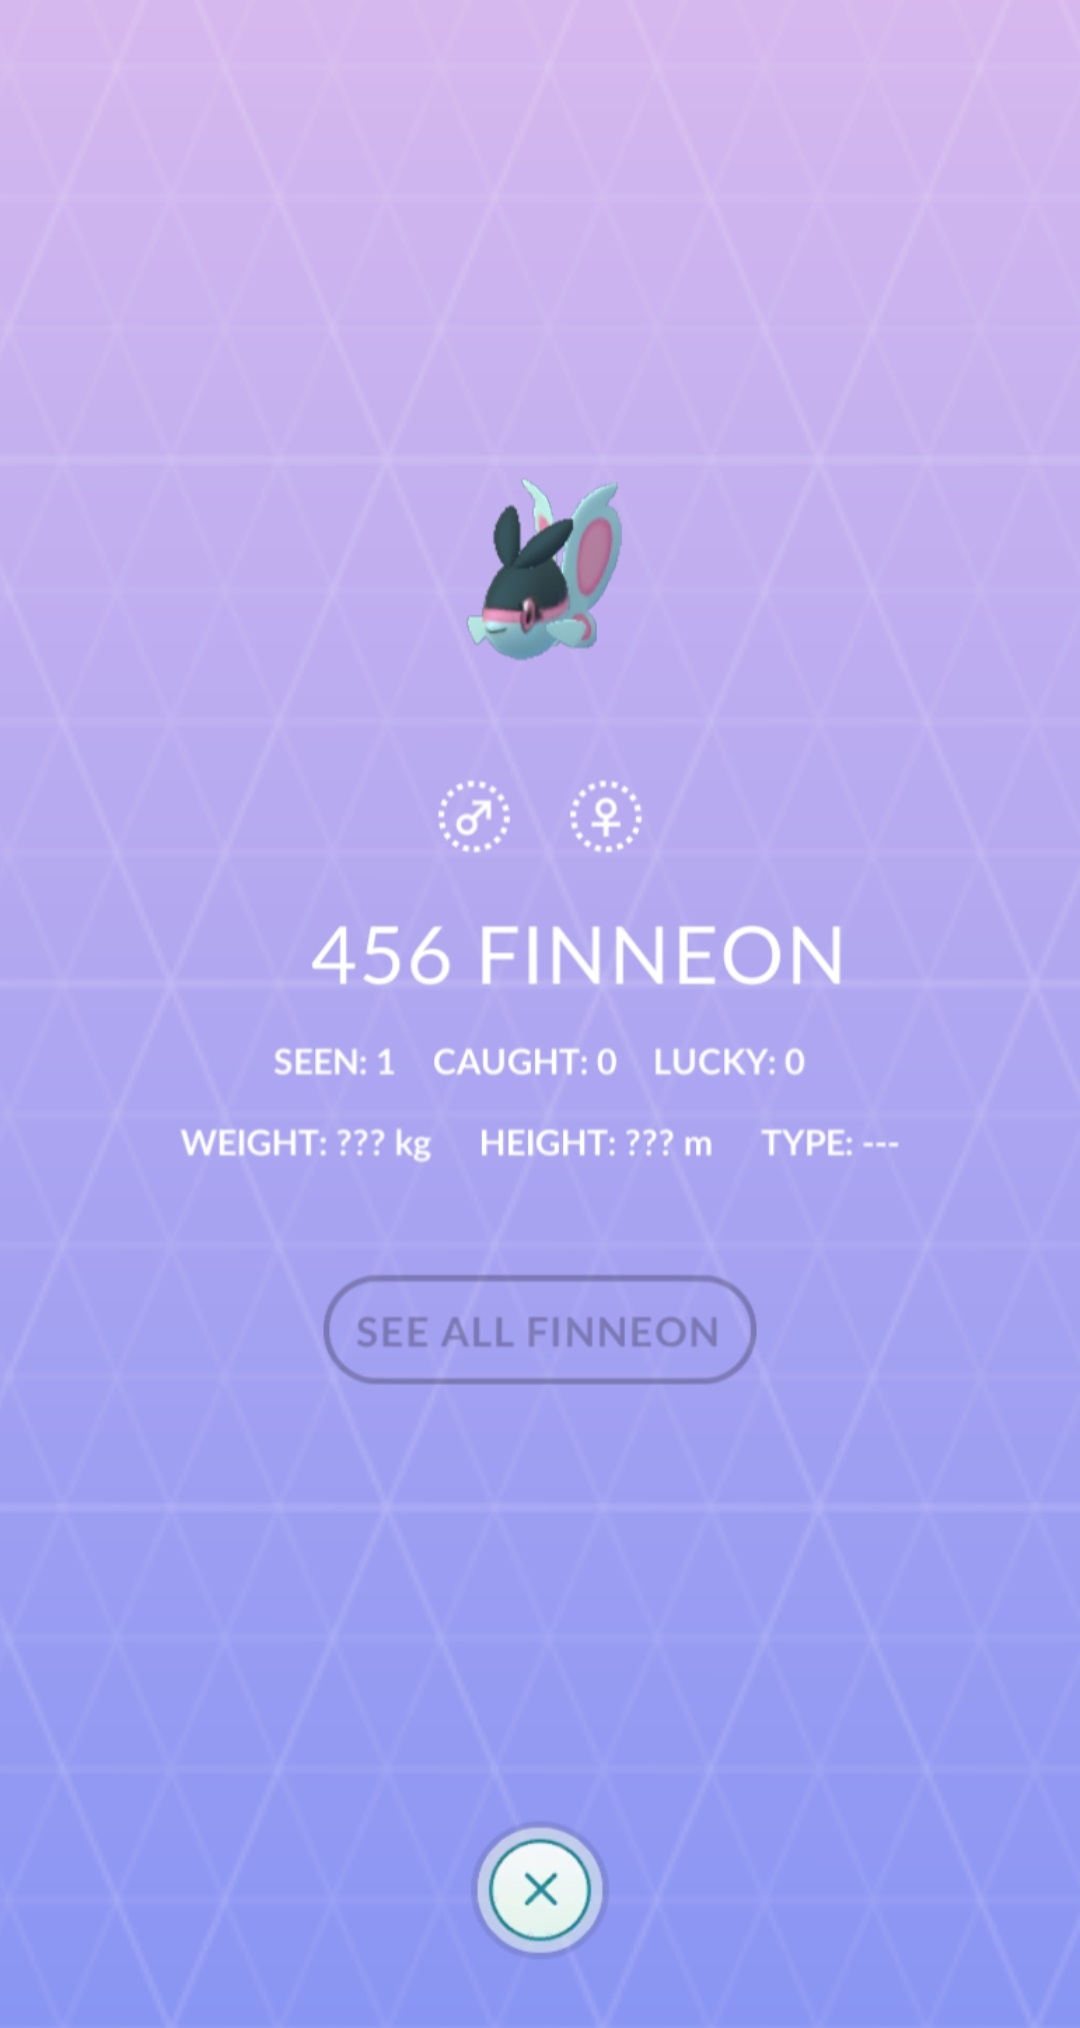 456 FINNEON
SEEN: 1 CAUGHT: 0 LUCKY: 0
WEIGHT: ??? kg HEIGHT: ??? m TYPE: ---
SEE ALL FINNEON